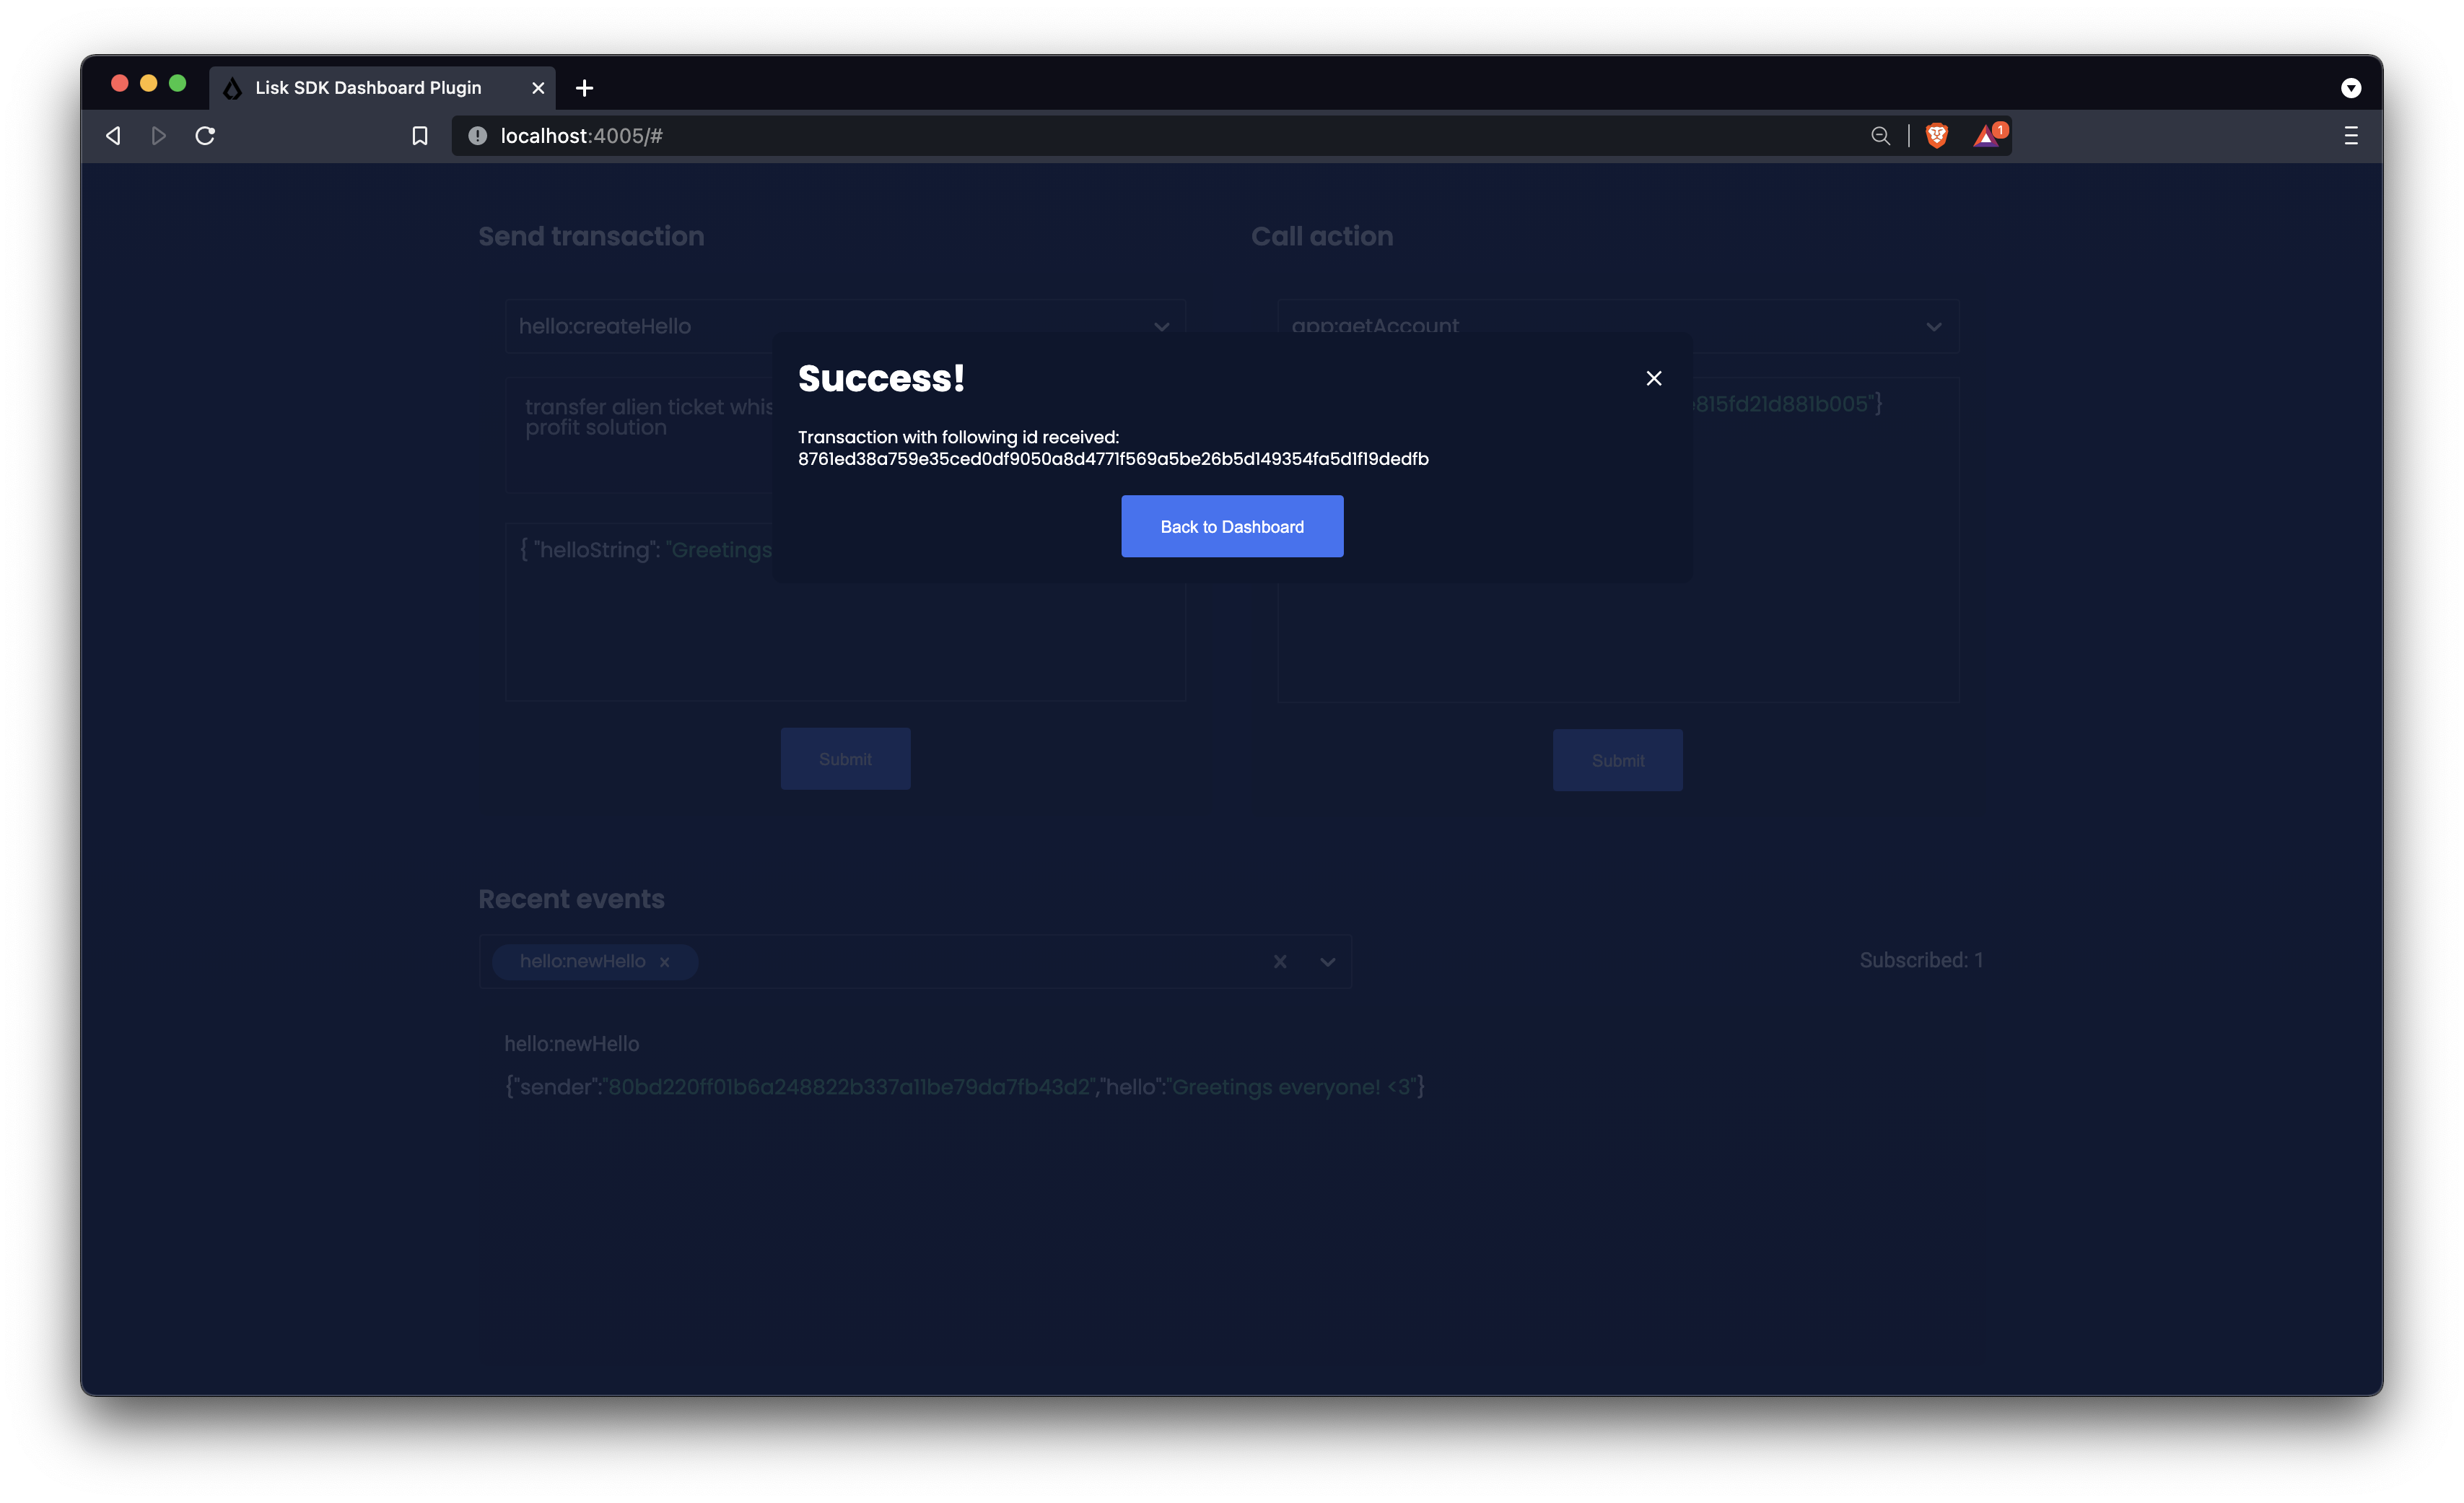 Lisk SDK Dashboard Plugin
localhost:4005/#
1
Send transaction
Call action
hello:createHello
app:getAccount
Success!
transfer alien ticket
profit solution
815fd21d881b005"}
Transaction with following id received:
8761ed38a759e35ced0df9050a8d4771f569a5be26b5d149354fa5d1f19dedfb
Back to Dashboard
{ "helloString": "Greetings
Submit
Submit
Recent events
hello:newHello
Subscribed: 1
hello:newHello
{"sender":"80bd220ff01b6a248822b337a11be79da7fb43d2","hello":"Greetings everyone! <3"}